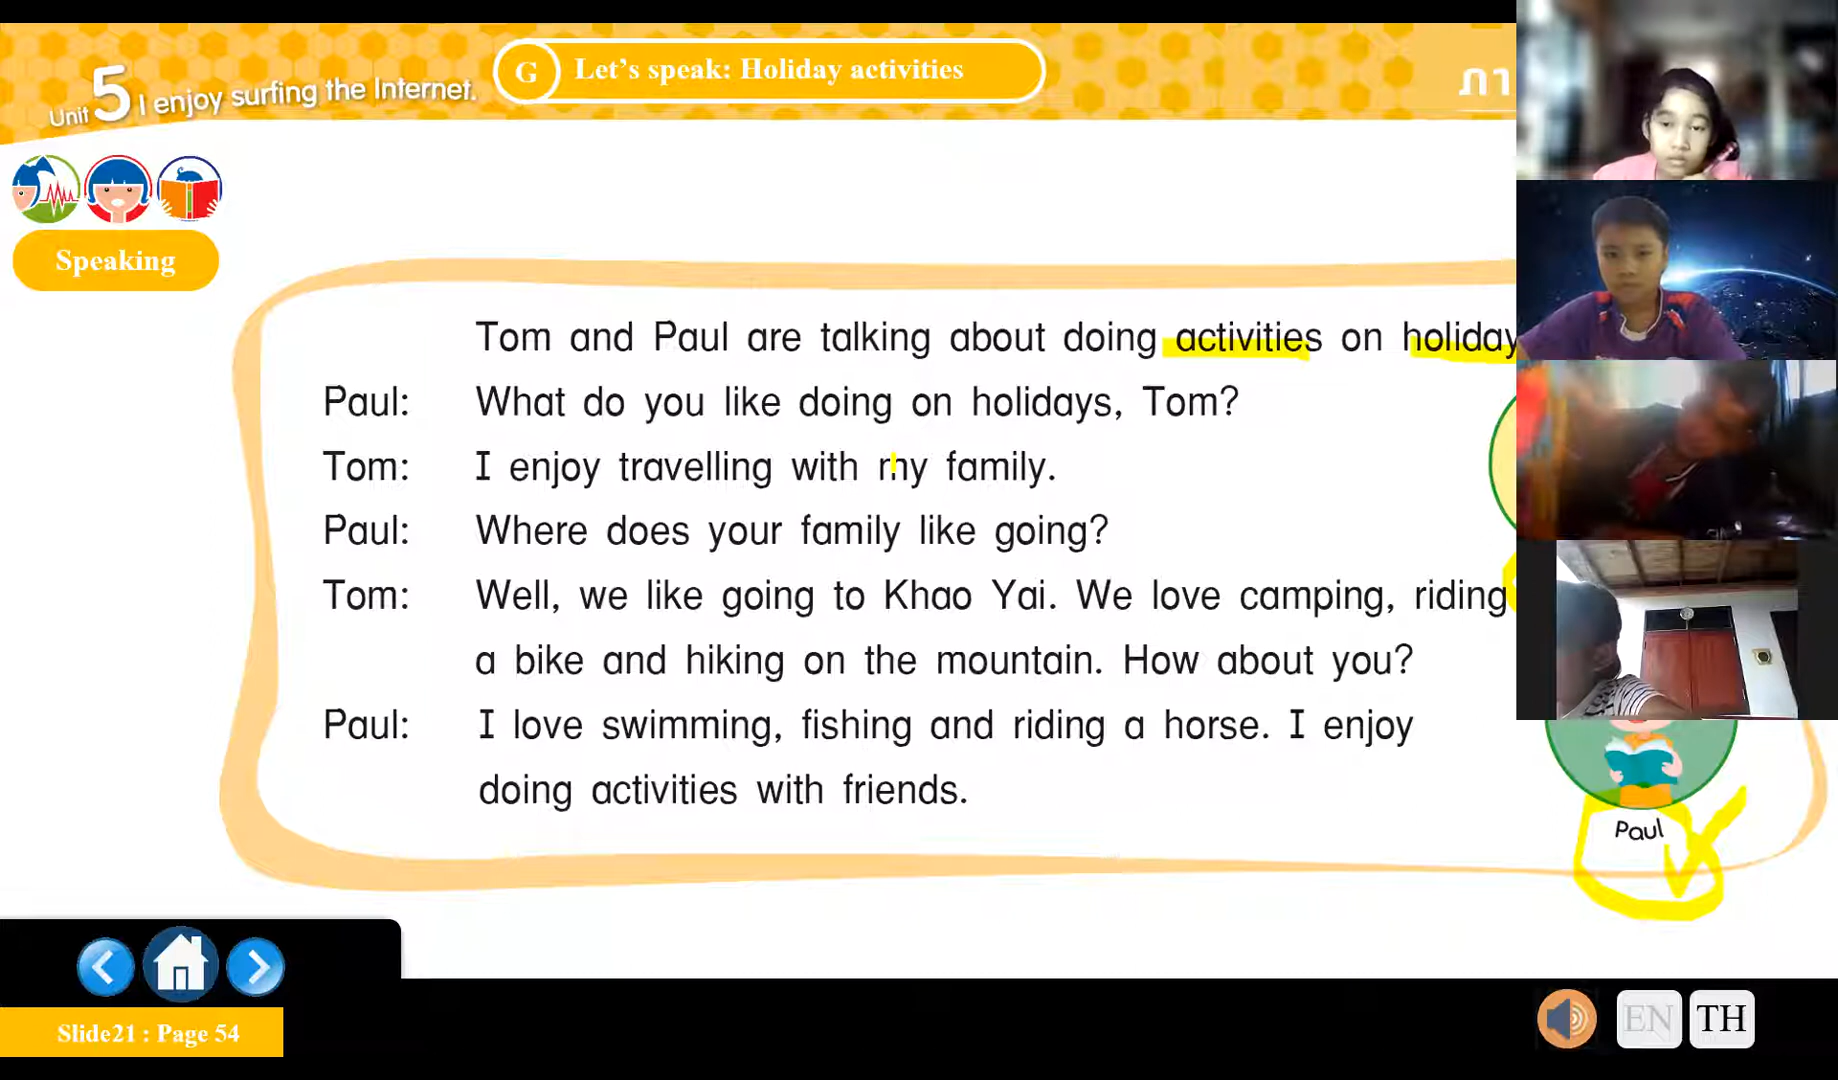 Unit 5 I enjoy surfing the Internet.
G Let's speak: Holiday activities
ภา
Speaking
Tom and Paul are talking about doing activities on holiday
Paul: What do you like doing on holidays, Tom?
Tom: I enjoy travelling with my family.
Paul: Where does your family like going?
Tom: Well, we like going to Khao Yai. We love camping, riding
a bike and hiking on the mountain. How about you?
Paul: I love swimming, fishing and riding a horse. I enjoy
doing activities with friends.
Paul
Slide21 : Page 54
EN
TH